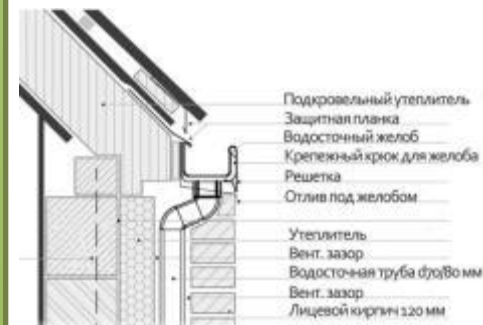 Подкровельный утеплитель
Защитная планка
Водосточный желоб
Крепежный крюк для желоба
Решетка
Отлив под желобом
Утеплитель
Вент. зазор
Водосточная труба d70/80 мм
Вент. зазор
Лицевой кирпич 120 мм